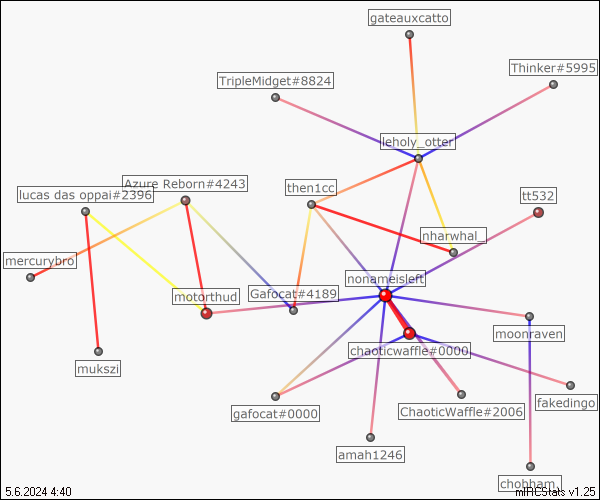 gateauxcatto
Thinker#5995
TripleMidget#8824
leholy_otter
Azure Reborn#4243
then1cc
lucas das oppai#2396
tt532
nharwhal_
mercurybro
nonameisleft
Gafocat#4189
motorthud
moonraven
chaoticwaffle#0000
mukszi
fakedingo
gafocat#0000
ChaoticWaffle#2006
amah1246
chohham_
5.6.2024 4:40
mIRCStats v1.25